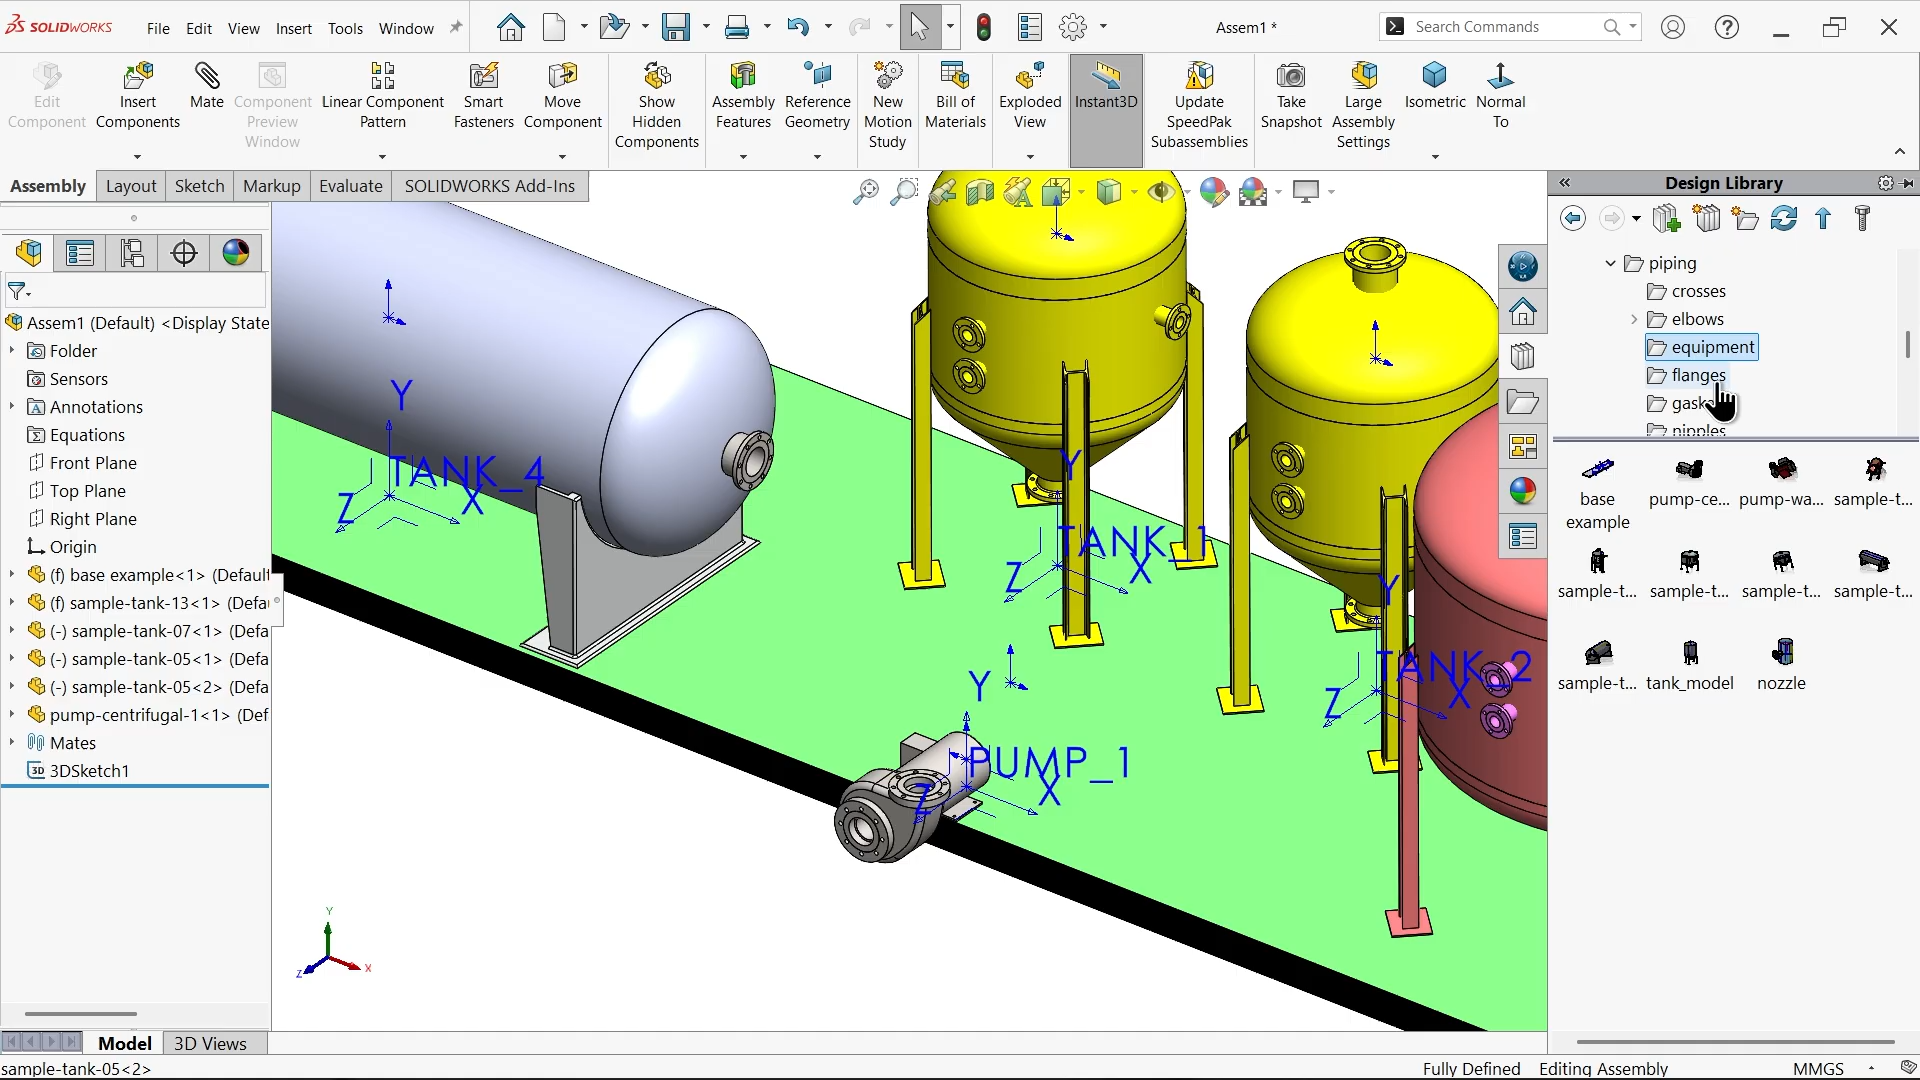 SOLIDWORKS
File Edit View Insert Tools Window
Assem1 *
Search Commands
Edit Component
Insert Components
Mate
Component Preview Window
Linear Component Pattern
Smart Fasteners
Move Component
Show Hidden Components
Assembly Features
Reference Geometry
New Motion Study
Bill of Materials
Exploded View
Instant3D
Update SpeedPak Subassemblies
Take Snapshot
Large Assembly Settings
Isometric
Normal To
Assembly Layout Sketch Markup Evaluate SOLIDWORKS Add-Ins
Design Library
Assem1 (Default) <Display State
Folder
Sensors
Annotations
Equations
Front Plane
Top Plane
Right Plane
Origin
(f) base example<1> (Default
(f) sample-tank-13<1> (Defa
(-) sample-tank-07<1> (Defa
(-) sample-tank-05<1> (Defa
(-) sample-tank-05<2> (Defa
pump-centrifugal-1<1> (Def
Mates
3D 3DSketch1
Y
TANK_4
Z X
Y
TANK_1
Z X
Y
TANK_2
Z X
Y
PUMP_1
Z X
Y
Z X
piping
crosses
elbows
equipment
flanges
nipples
base example
pump-ce...
pump-wa...
sample-t...
sample-t...
sample-t...
sample-t...
sample-t...
sample-t...
tank_model
nozzle
Model 3D Views
sample-tank-05<2>
Fully Defined Editing Assembly MMGS